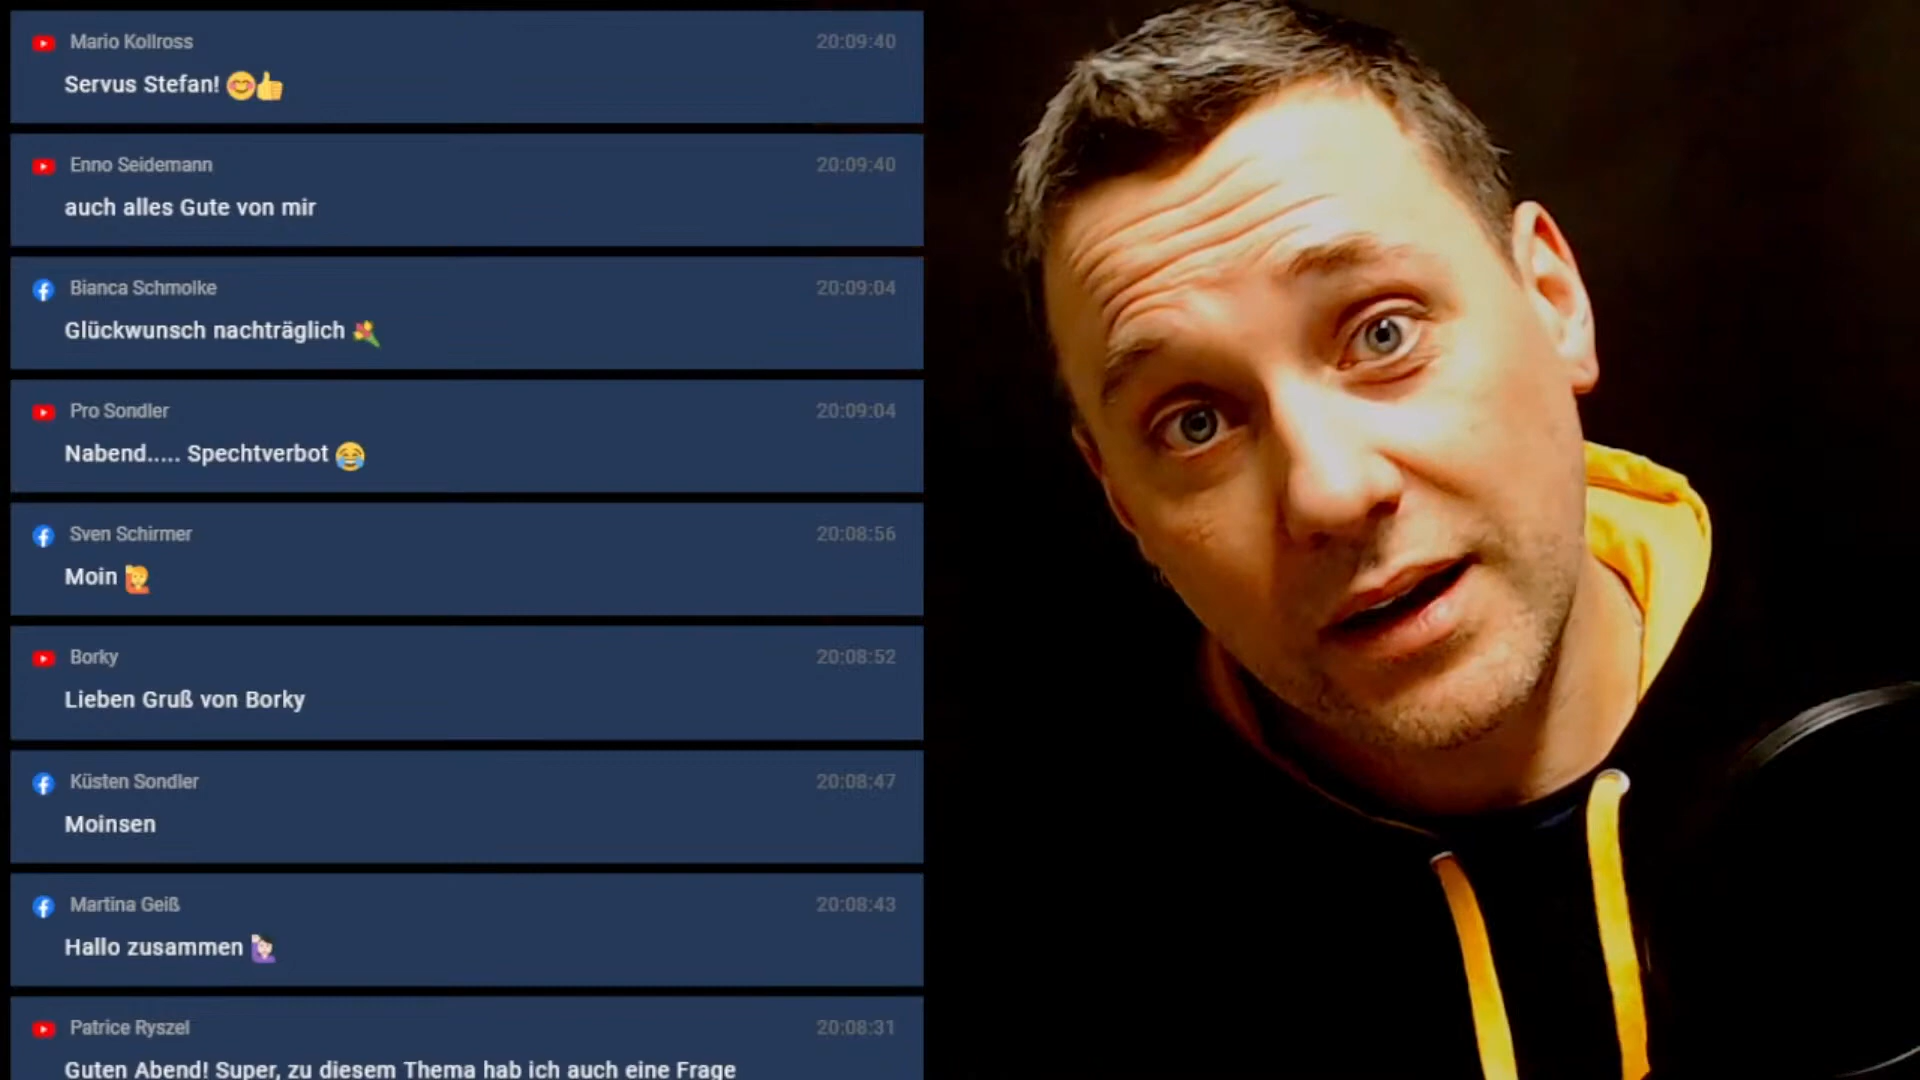 Mario Kollross 20:09:40
Servus Stefan! 😊👍
Enno Seidemann 20:09:40
auch alles Gute von mir
Bianca Schmolke 20:09:04
Glückwunsch nachträglich 💐
Pro Sondler 20:09:04
Nabend..... Spechtverbot 😂
Sven Schirmer 20:08:56
Moin 🙋
Borky 20:08:52
Lieben Gruß von Borky
Küsten Sondler 20:08:47
Moinsen
Martina Geiß 20:08:43
Hallo zusammen 🙋🏻‍♀️
Patrice Ryszel 20:08:31
Guten Abend! Super, zu diesem Thema hab ich auch eine Frage